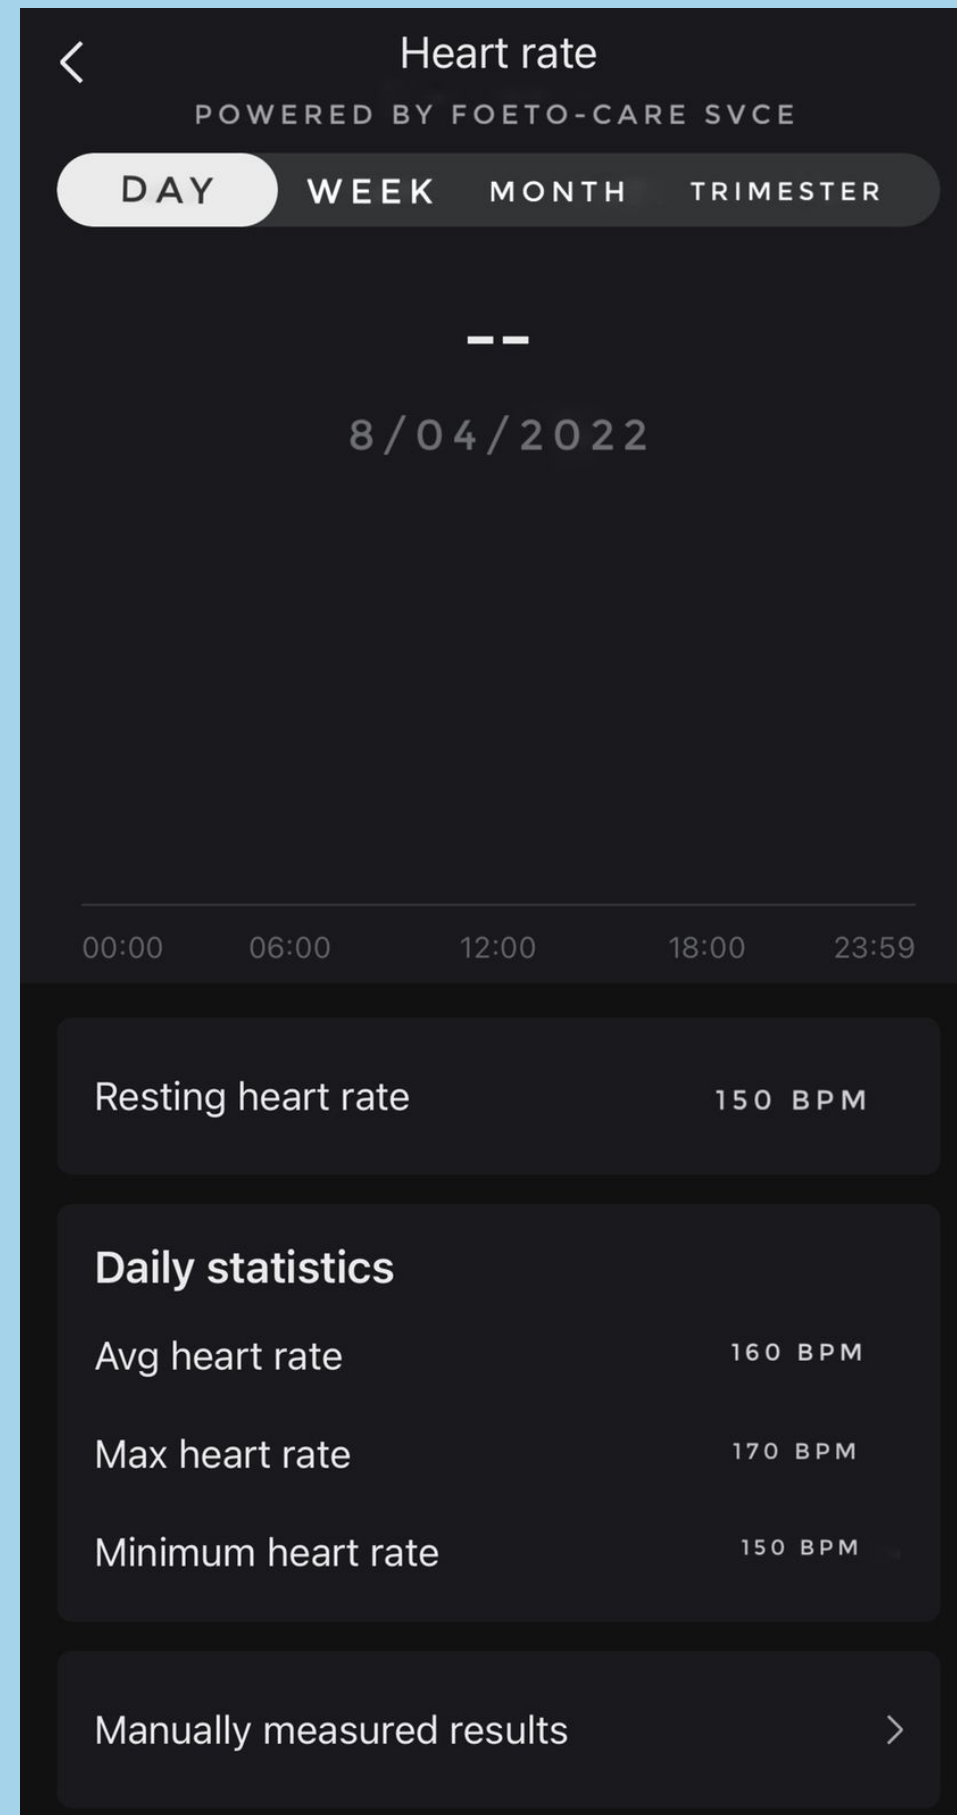 Heart rate
POWERED BY FOETO-CARE SVCE
DAY WEEK MONTH TRIMESTER
--
8/04/2022
00:00 06:00 12:00 18:00 23:59
Resting heart rate 150 BPM
Daily statistics
Avg heart rate 160 BPM
Max heart rate 170 BPM
Minimum heart rate 150 BPM
Manually measured results